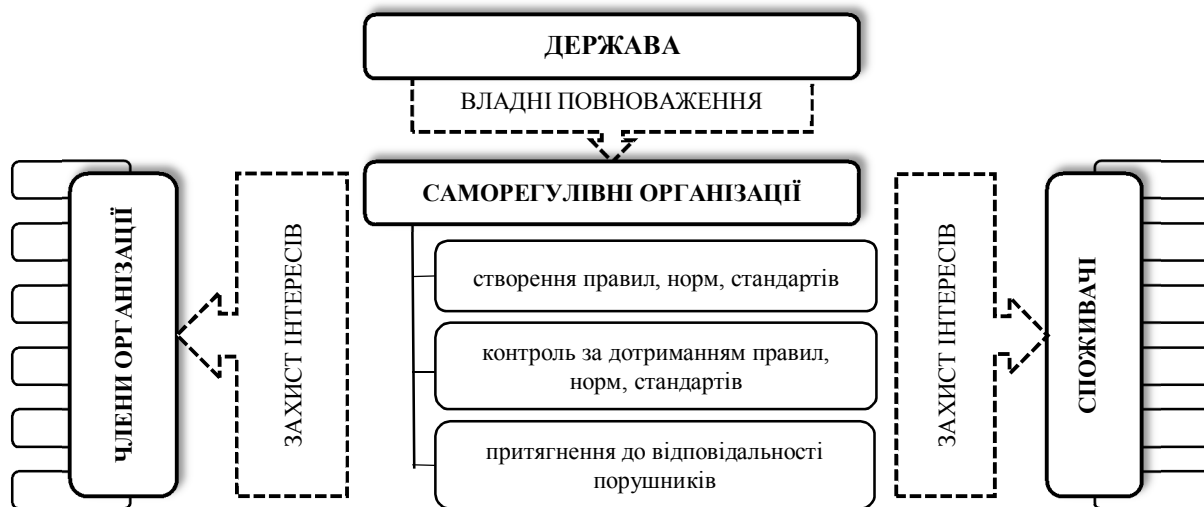 ДЕРЖАВА
ВЛАДНІ ПОВНОВАЖЕННЯ
САМОРЕГУЛІВНІ ОРГАНІЗАЦІЇ
створення правил, норм, стандартів
контроль за дотриманням правил,
норм, стандартів
притягнення до відповідальності
порушників
ЧЛЕНИ ОРГАНІЗАЦІЇ
ЗАХИСТ ІНТЕРЕСІВ
ЗАХИСТ ІНТЕРЕСІВ
СПОЖИВАЧІ